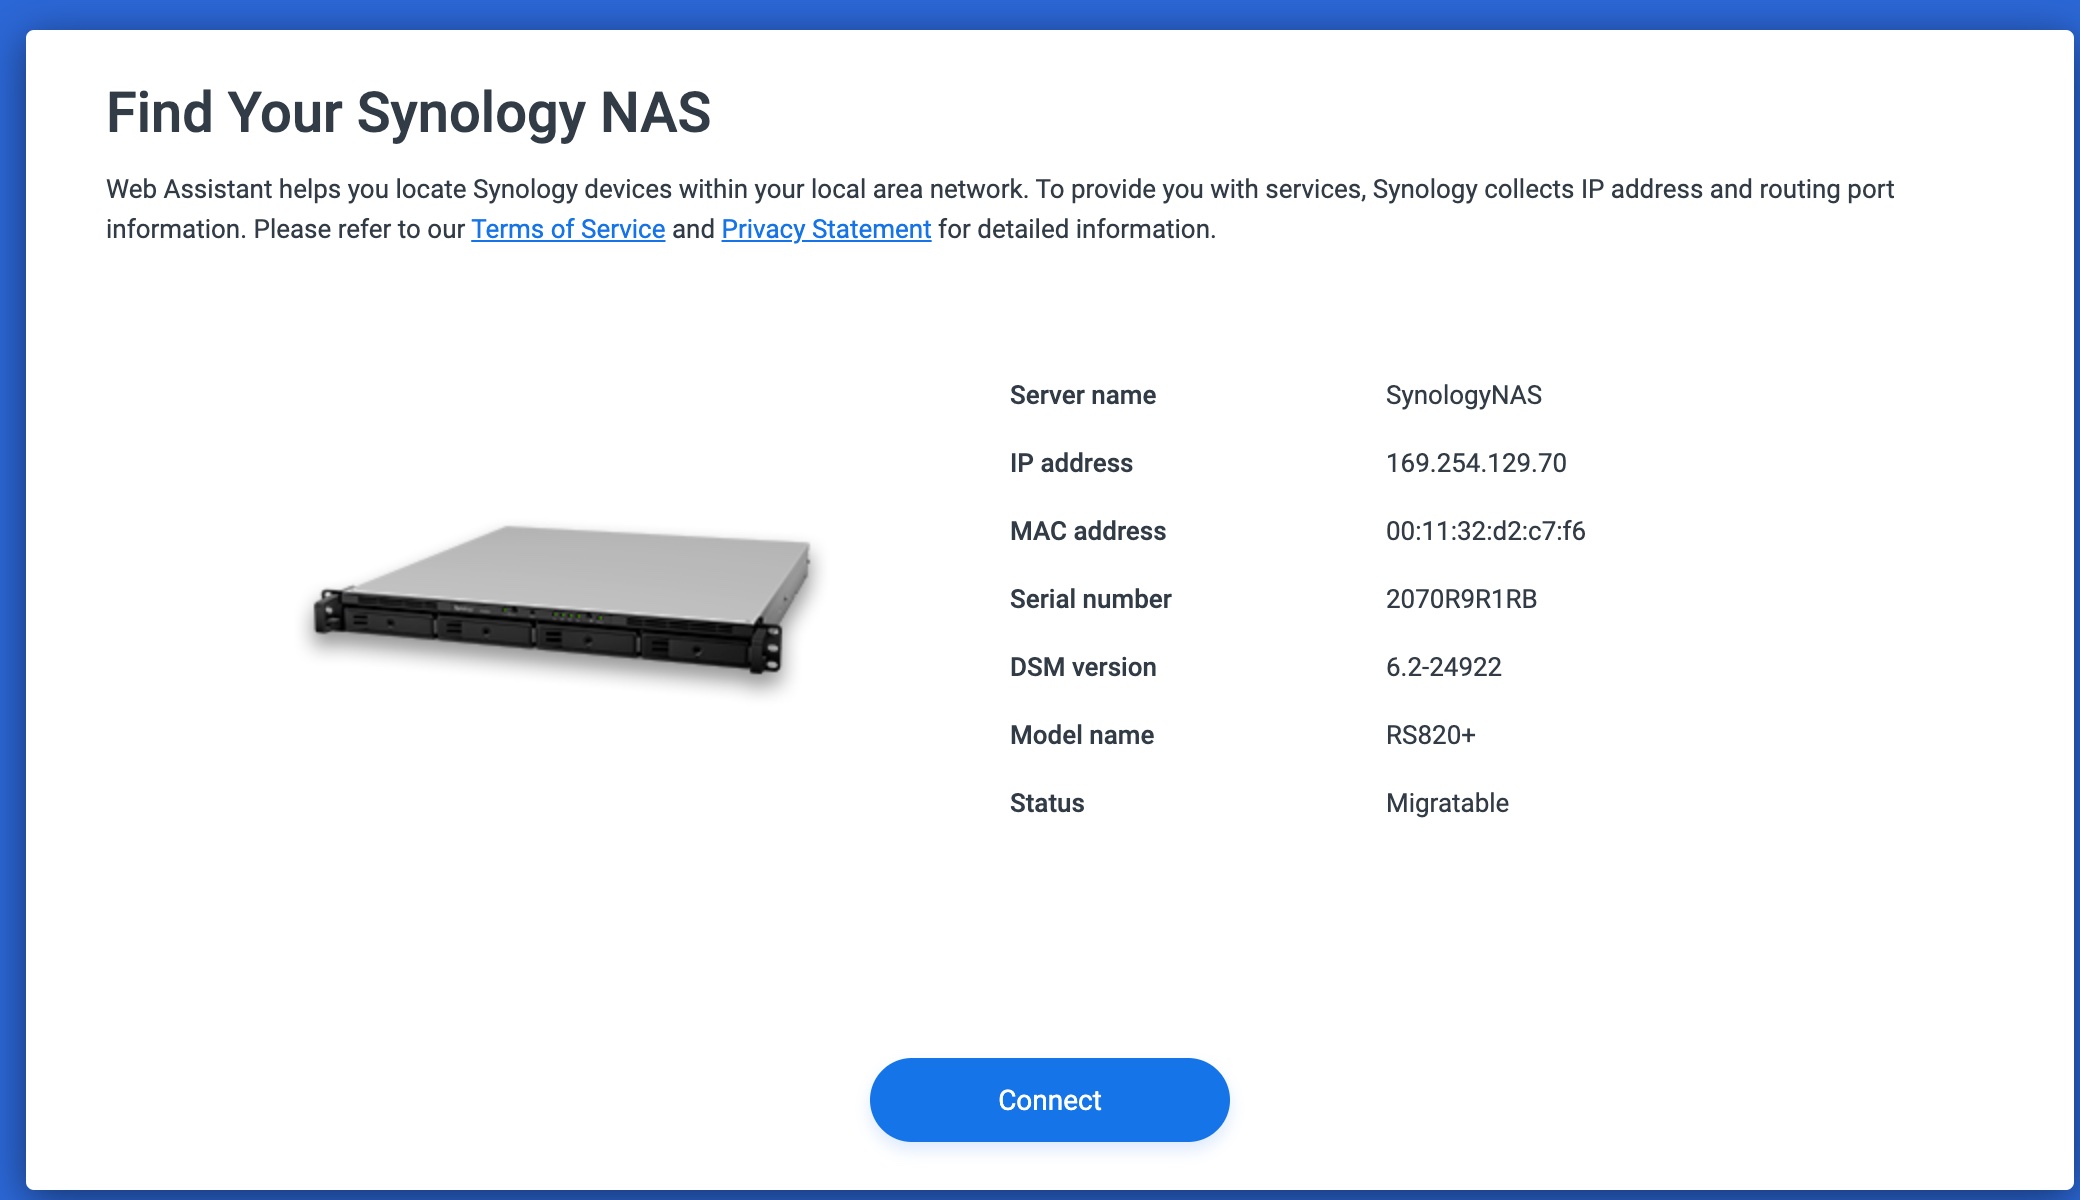 Find Your Synology NAS
Web Assistant helps you locate Synology devices within your local area network. To provide you with services, Synology collects IP address and routing port
information. Please refer to our Terms of Service and Privacy Statement for detailed information.
Server name SynologyNAS
IP address 169.254.129.70
MAC address 00:11:32:d2:c7:f6
Serial number 2070R9R1RB
DSM version 6.2-24922
Model name RS820+
Status Migratable
Connect